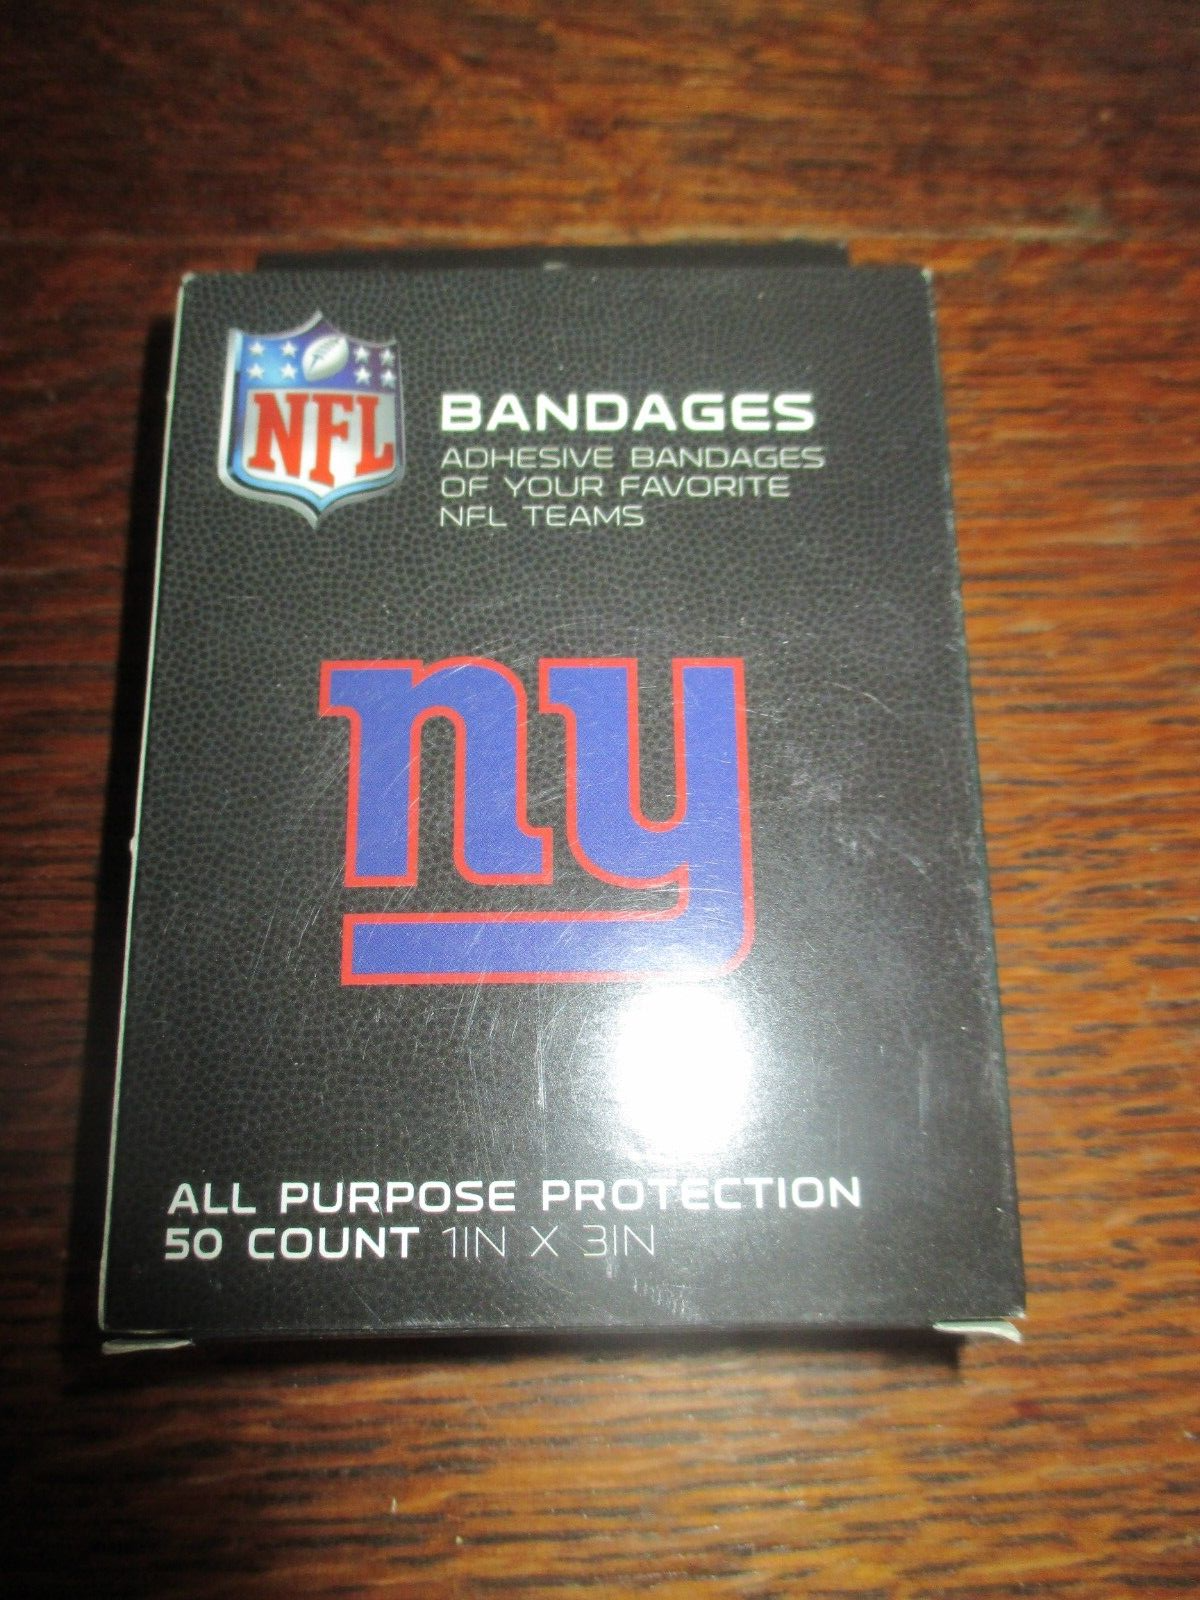 NFL
BANDAGES
ADHESIVE BANDAGES
OF YOUR FAVORITE
NFL TEAMS
ny
ALL PURPOSE PROTECTION
50 COUNT 1IN X 3IN